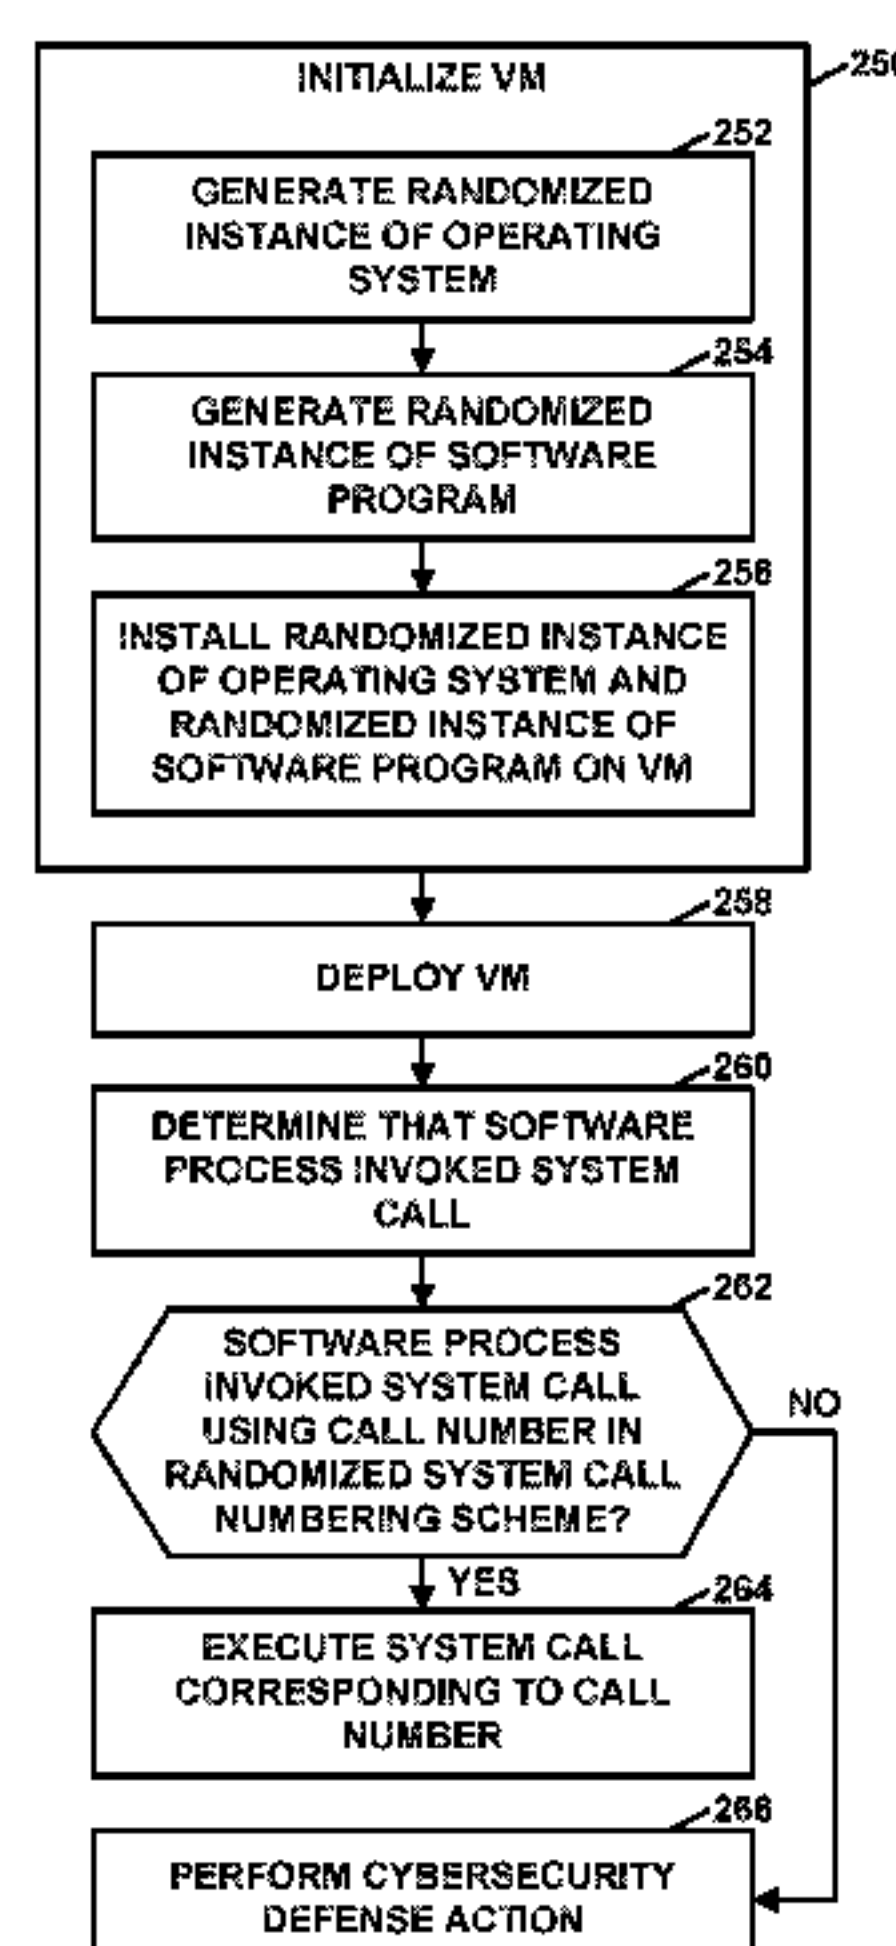 INITIALIZE VM
252
GENERATE RANDOMIZED
INSTANCE OF OPERATING
SYSTEM
254
GENERATE RANDOMIZED
INSTANCE OF SOFTWARE
PROGRAM
256
INSTALL RANDOMIZED INSTANCE
OF OPERATING SYSTEM AND
RANDOMIZED INSTANCE OF
SOFTWARE PROGRAM ON VM
258
DEPLOY VM
260
DETERMINE THAT SOFTWARE
PROCESS INVOKED SYSTEM
CALL
262
SOFTWARE PROCESS
INVOKED SYSTEM CALL
USING CALL NUMBER IN
RANDOMIZED SYSTEM CALL
NUMBERING SCHEME?
NO
YES
264
EXECUTE SYSTEM CALL
CORRESPONDING TO CALL
NUMBER
266
PERFORM CYBERSECURITY
DEFENSE ACTION